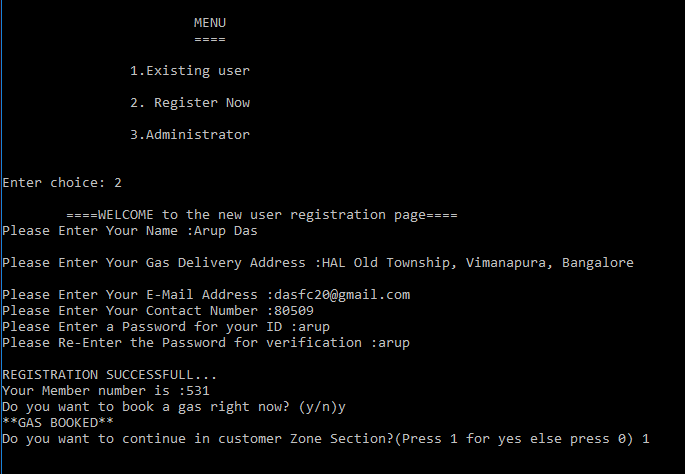 MENU
====
1.Existing user
2. Register Now
3.Administrator
Enter choice: 2
====WELCOME to the new user registration page====
Please Enter Your Name :Arup Das
Please Enter Your Gas Delivery Address :HAL Old Township, Vimanapura, Bangalore
Please Enter Your E-Mail Address :dasfc20@gmail.com
Please Enter Your Contact Number :80509
Please Enter a Password for your ID :arup
Please Re-Enter the Password for verification :arup
REGISTRATION SUCCESSFULL...
Your Member number is :531
Do you want to book a gas right now? (y/n)y
**GAS BOOKED**
Do you want to continue in customer Zone Section?(Press 1 for yes else press 0) 1